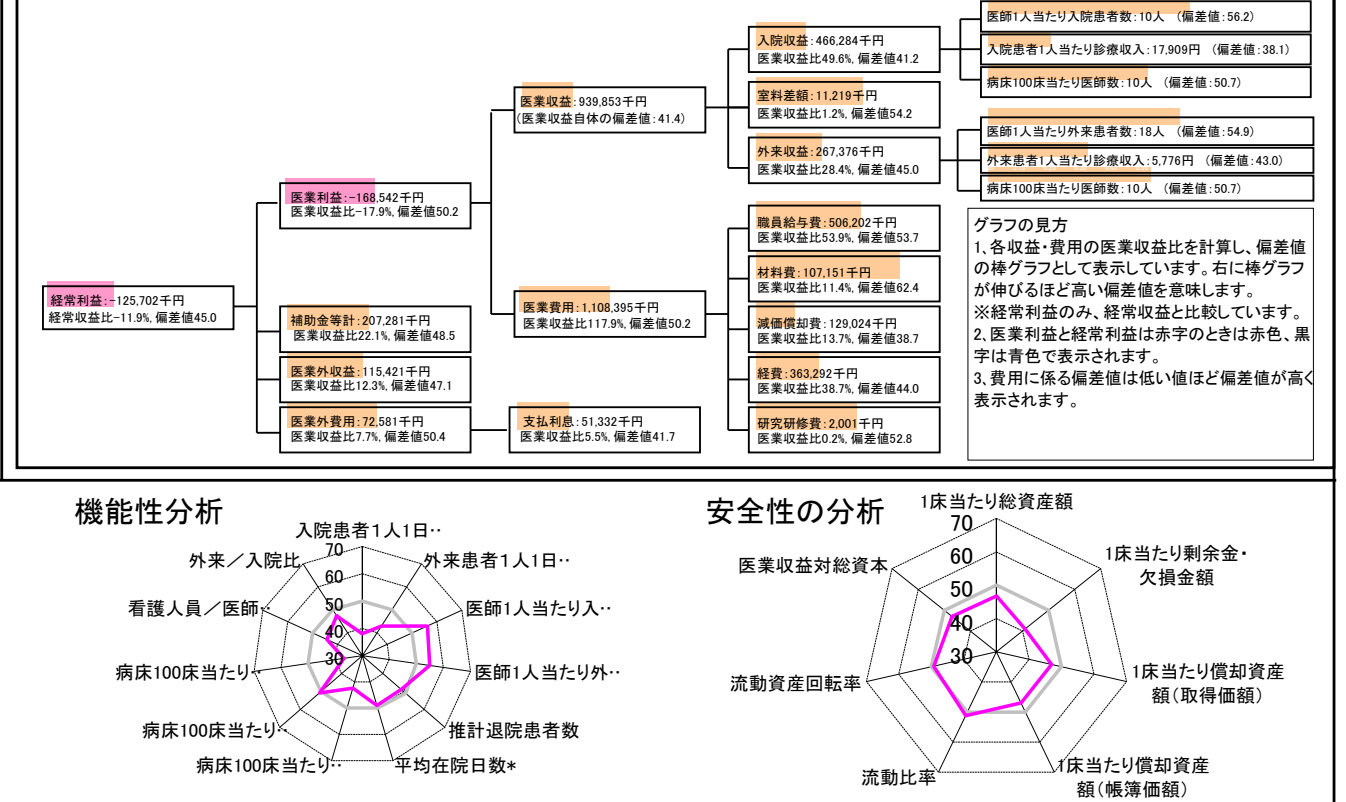 医師1人当たり入院患者数:10人 (偏差値:56.2)
入院収益:466,284千円
医業収益比49.6%, 偏差値41.2
入院患者1人当たり診療収入:17,909円 (偏差値:38.1)
病床100床当たり医師数:10人 (偏差値:50.7)
医業収益:939,853千円
(医業収益自体の偏差値:41.4)
室料差額:11,219千円
医業収益比1.2%, 偏差値54.2
医師1人当たり外来患者数:18人 (偏差値:54.9)
外来収益:267,376千円
医業収益比28.4%, 偏差値45.0
外来患者1人当たり診療収入:5,776円 (偏差値:43.0)
病床100床当たり医師数:10人 (偏差値:50.7)
医業利益:-168,542千円
医業収益比-17.9%, 偏差値50.2
職員給与費:506,202千円
医業収益比53.9%, 偏差値53.7
材料費:107,151千円
医業収益比11.4%, 偏差値62.4
経常利益:-125,702千円
経常収益比-11.9%, 偏差値45.0
医業費用:1,108,395千円
医業収益比117.9%, 偏差値50.2
補助金等計:207,281千円
医業収益比22.1%, 偏差値48.5
減価償却費:129,024千円
医業収益比13.7%, 偏差値38.7
医業外収益:115,421千円
医業収益比12.3%, 偏差値47.1
経費:363,292千円
医業収益比38.7%, 偏差値44.0
医業外費用:72,581千円
医業収益比7.7%, 偏差値50.4
支払利息:51,332千円
医業収益比5.5%, 偏差値41.7
研究研修費:2,001千円
医業収益比0.2%, 偏差値52.8
グラフの見方
1、各収益・費用の医業収益比を計算し、偏差値
の棒グラフとして表示しています。右に棒グラフ
が伸びるほど高い偏差値を意味します。
※経常利益のみ、経常収益と比較しています。
2、医業利益と経常利益は赤字のときは赤色、黒
字は青色で表示されます。
3、費用に係る偏差値は低い値ほど偏差値が高く
表示されます。
機能性分析
入院患者1人1日‥
外来患者1人1日‥
医師1人当たり入‥
医師1人当たり外‥
推計退院患者数
平均在院日数*
病床100床当たり‥
病床100床当たり‥
病床100床当たり‥
看護人員/医師‥
外来/入院比
70
60
50
40
30
安全性の分析
1床当たり総資産額
1床当たり剰余金・
欠損金額
1床当たり償却資産
額(取得価額)
1床当たり償却資産
額(帳簿価額)
流動比率
流動資産回転率
医業収益対総資本
70
60
50
40
30